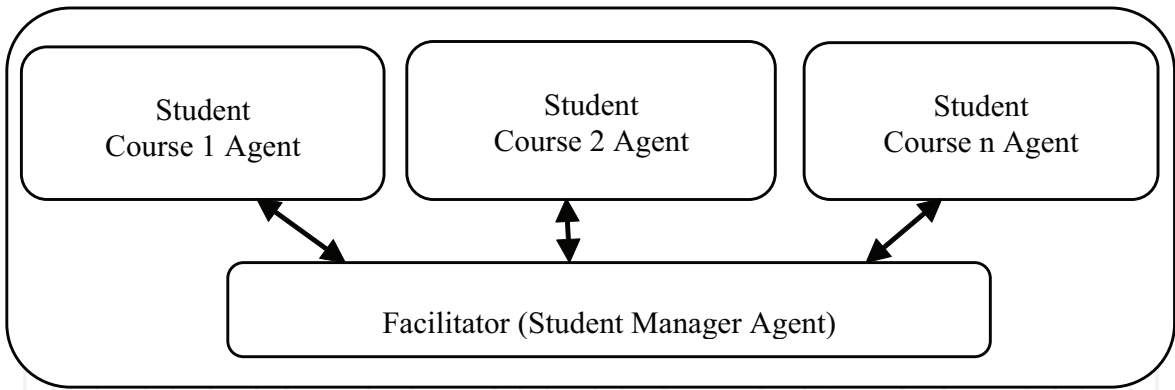 Student
Course 1 Agent
Student
Course 2 Agent
Student
Course n Agent
Facilitator (Student Manager Agent)